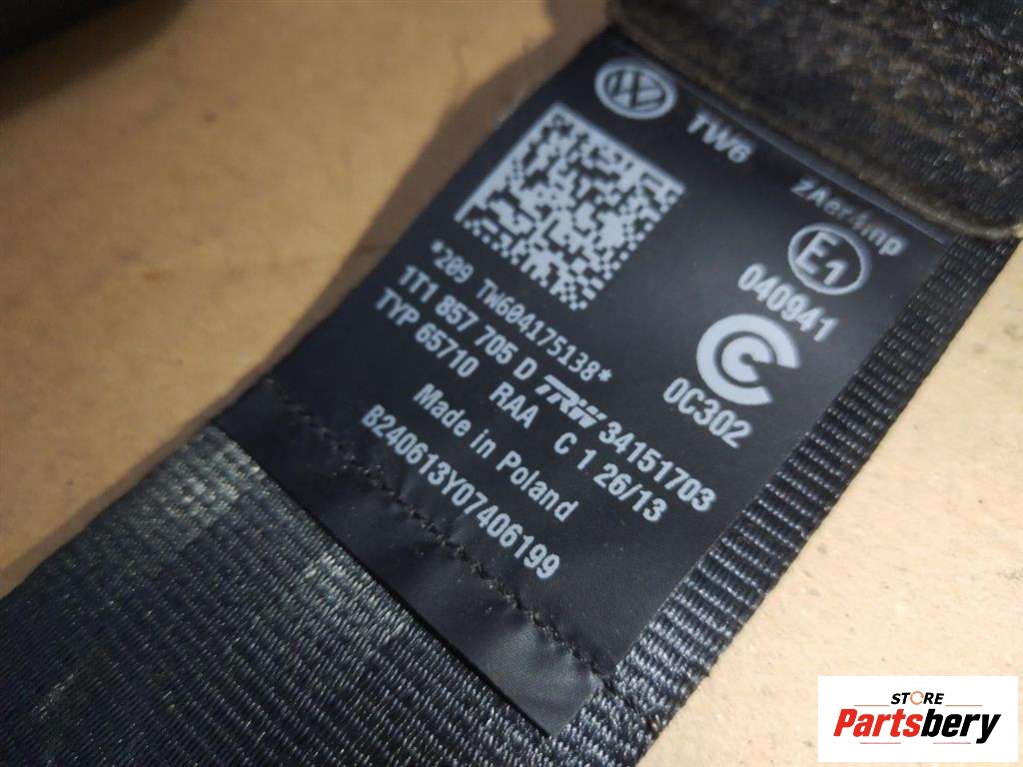 TW6
2Aer4mp
E1
040941
0C302
*209 TW604175138*
1T1 857 705 D TRW 34151703
TYP 65710 RAA C 1 26/13
Made in Poland
B240613Y07406199
STORE
Partsbery